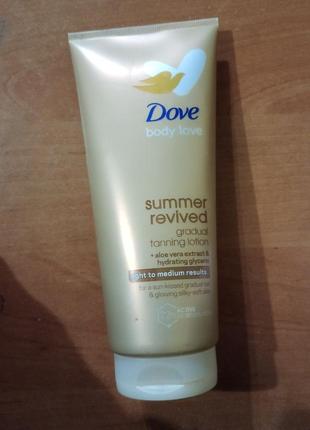 Dove
body love
summer
revived
gradual
tanning lotion
+ aloe vera extract &
hydrating glycerin
light to medium results
for a sun-kissed gradual tan
& glowing silky-soft skin
ACTIVE